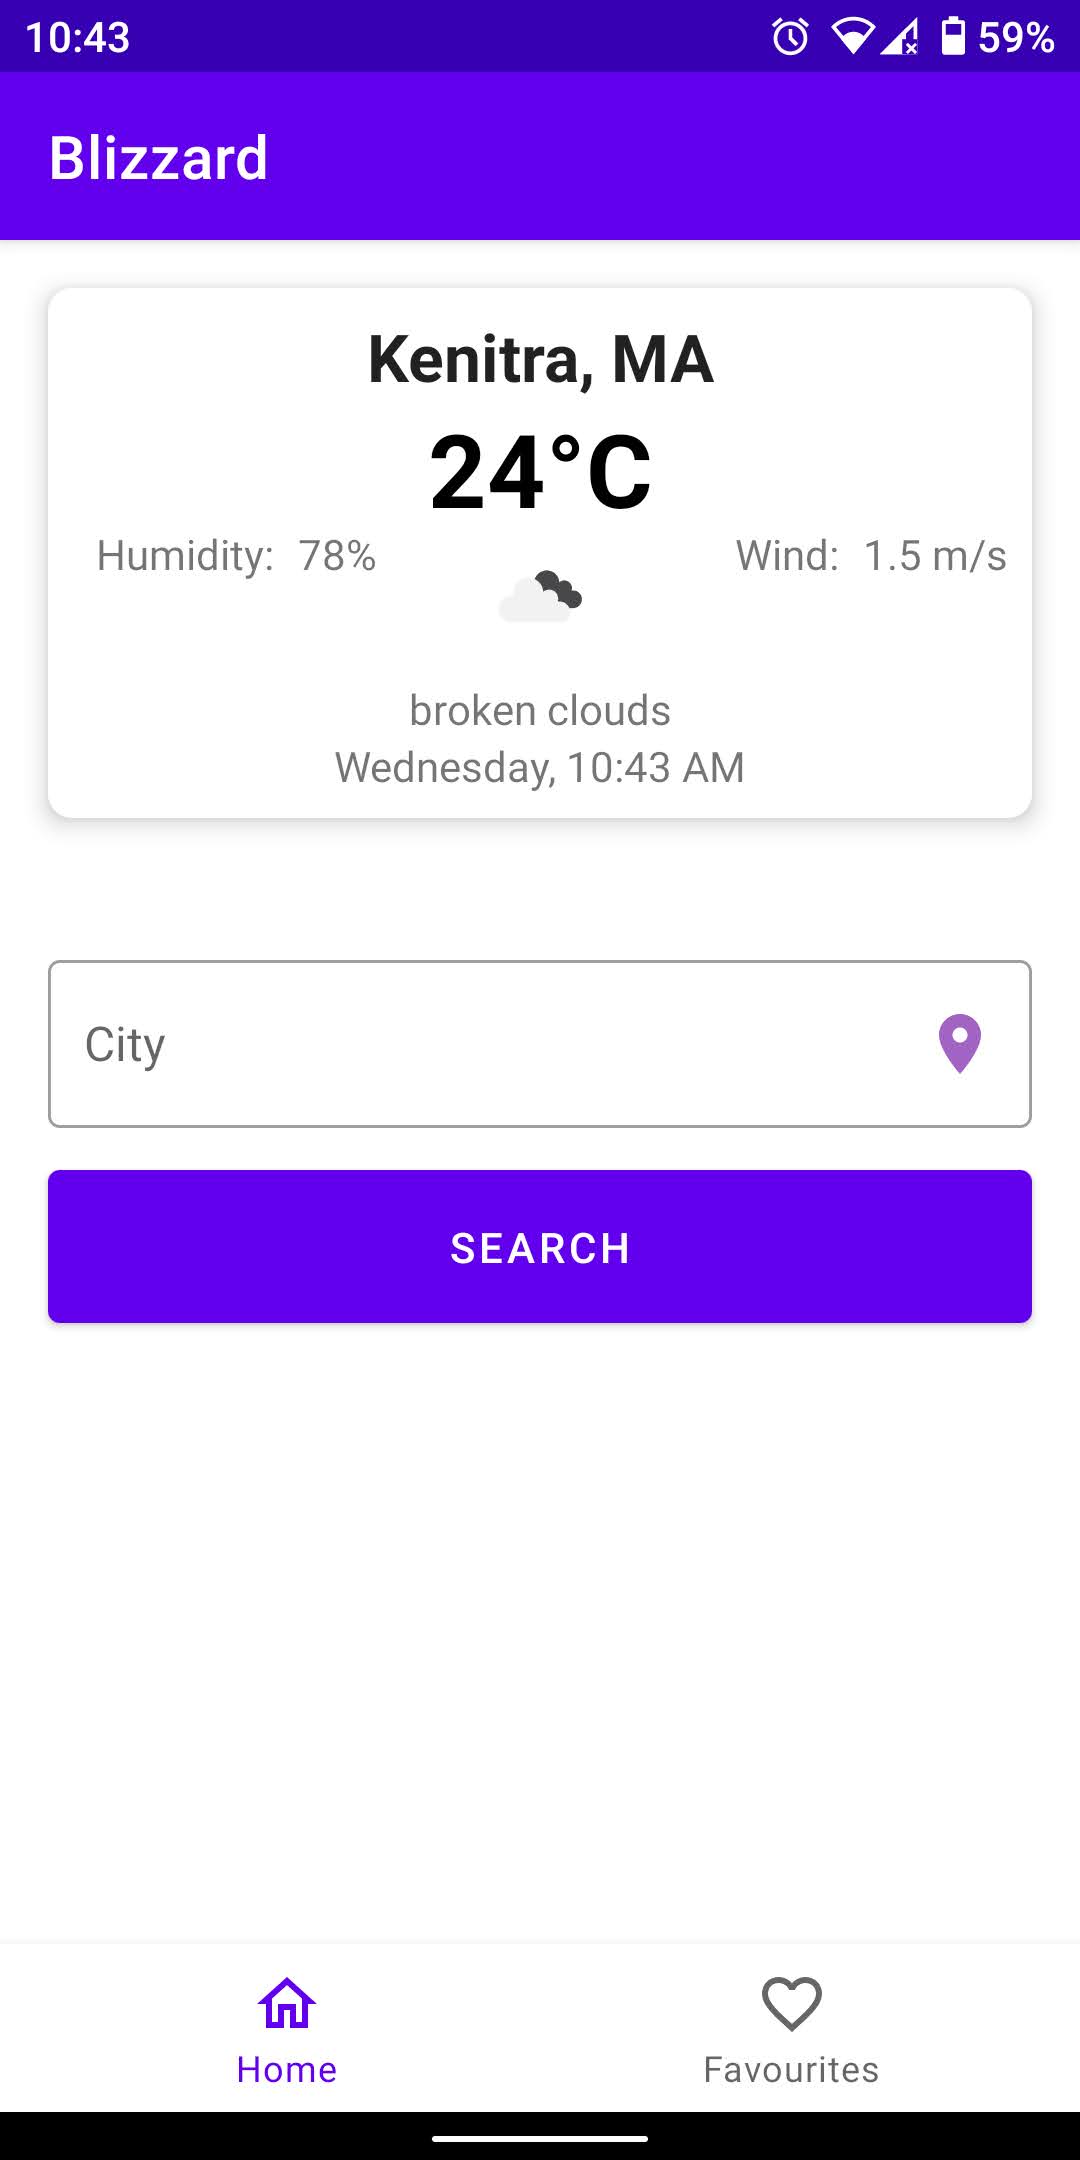 10:43 59%
Blizzard
Kenitra, MA
24°C
Humidity: 78% Wind: 1.5 m/s
broken clouds
Wednesday, 10:43 AM
City
SEARCH
Home Favourites